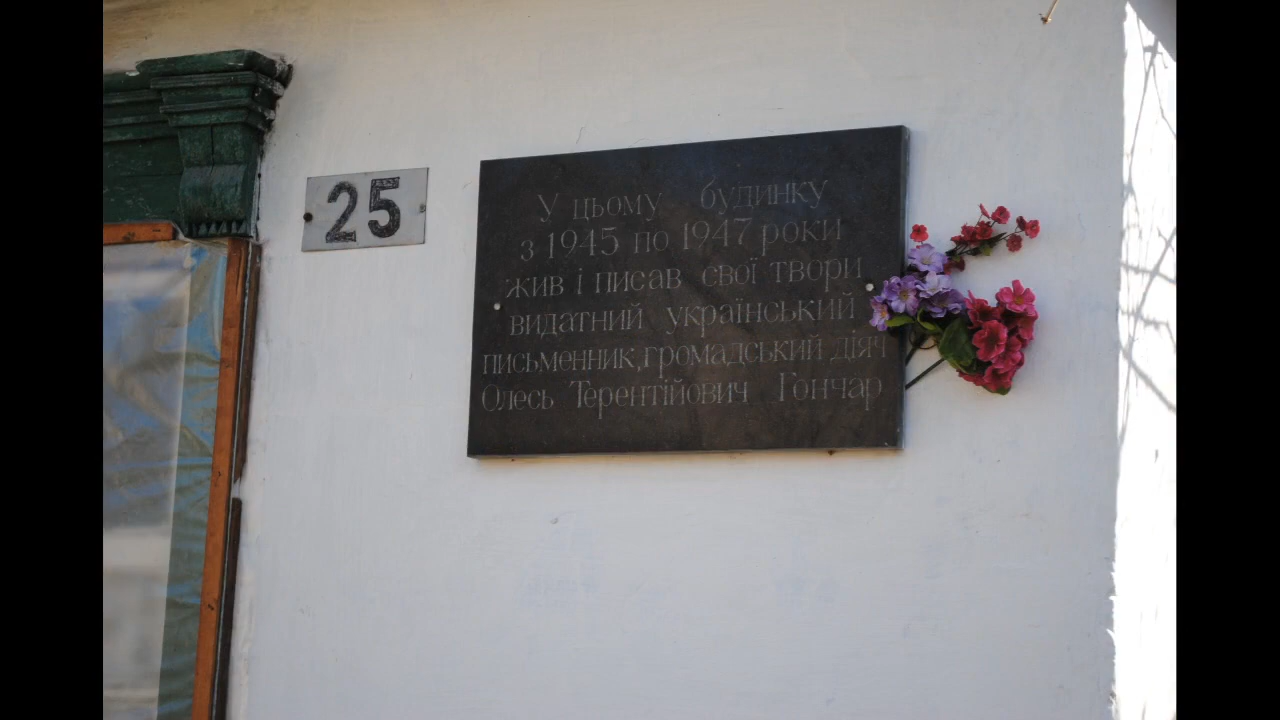 25
У цьому будинку
з 1945 по 1947 роки
жив і писав свої твори
видатний український
письменник, громадський діяч
Олесь Терентійович Гончар